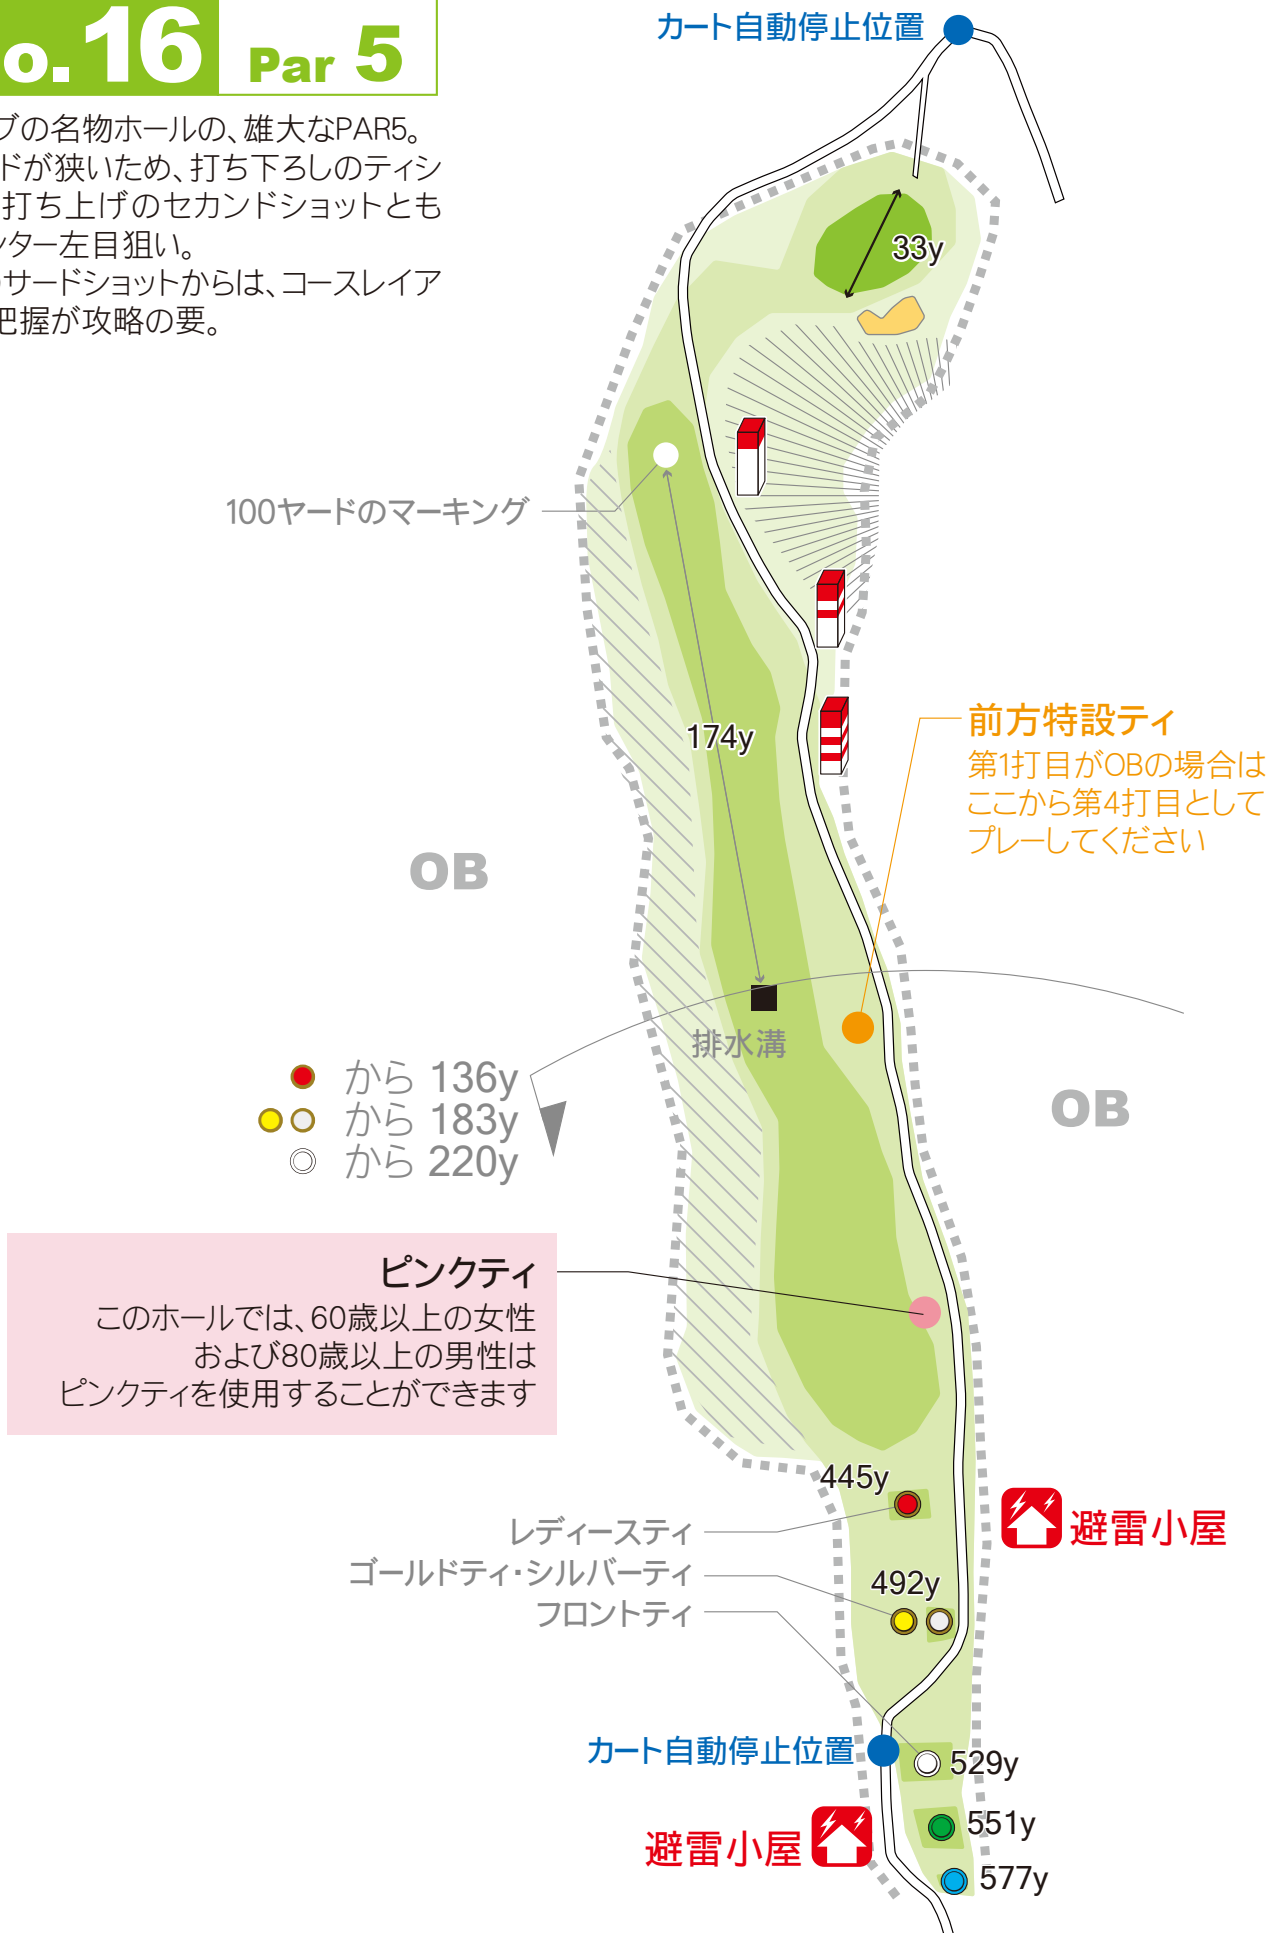 o.16 Par 5
ブの名物ホールの、雄大なPAR5。
ドが狭いため、打ち下ろしのティシ
打ち上げのセカンドショットとも
ンター左目狙い。
サードショットからは、コースレイア
把握が攻略の要。
カート自動停止位置
33y
100ヤードのマーキング
174y
前方特設ティ
第1打目がOBの場合は
ここから第4打目として
プレーしてください
OB
排水溝
から 136y
から 183y
から 220y
OB
ピンクティ
このホールでは、60歳以上の女性
および80歳以上の男性は
ピンクティを使用することができます
445y
レディースティ
避雷小屋
ゴールドティ・シルバーティ
492y
フロントティ
カート自動停止位置
529y
避雷小屋
551y
577y